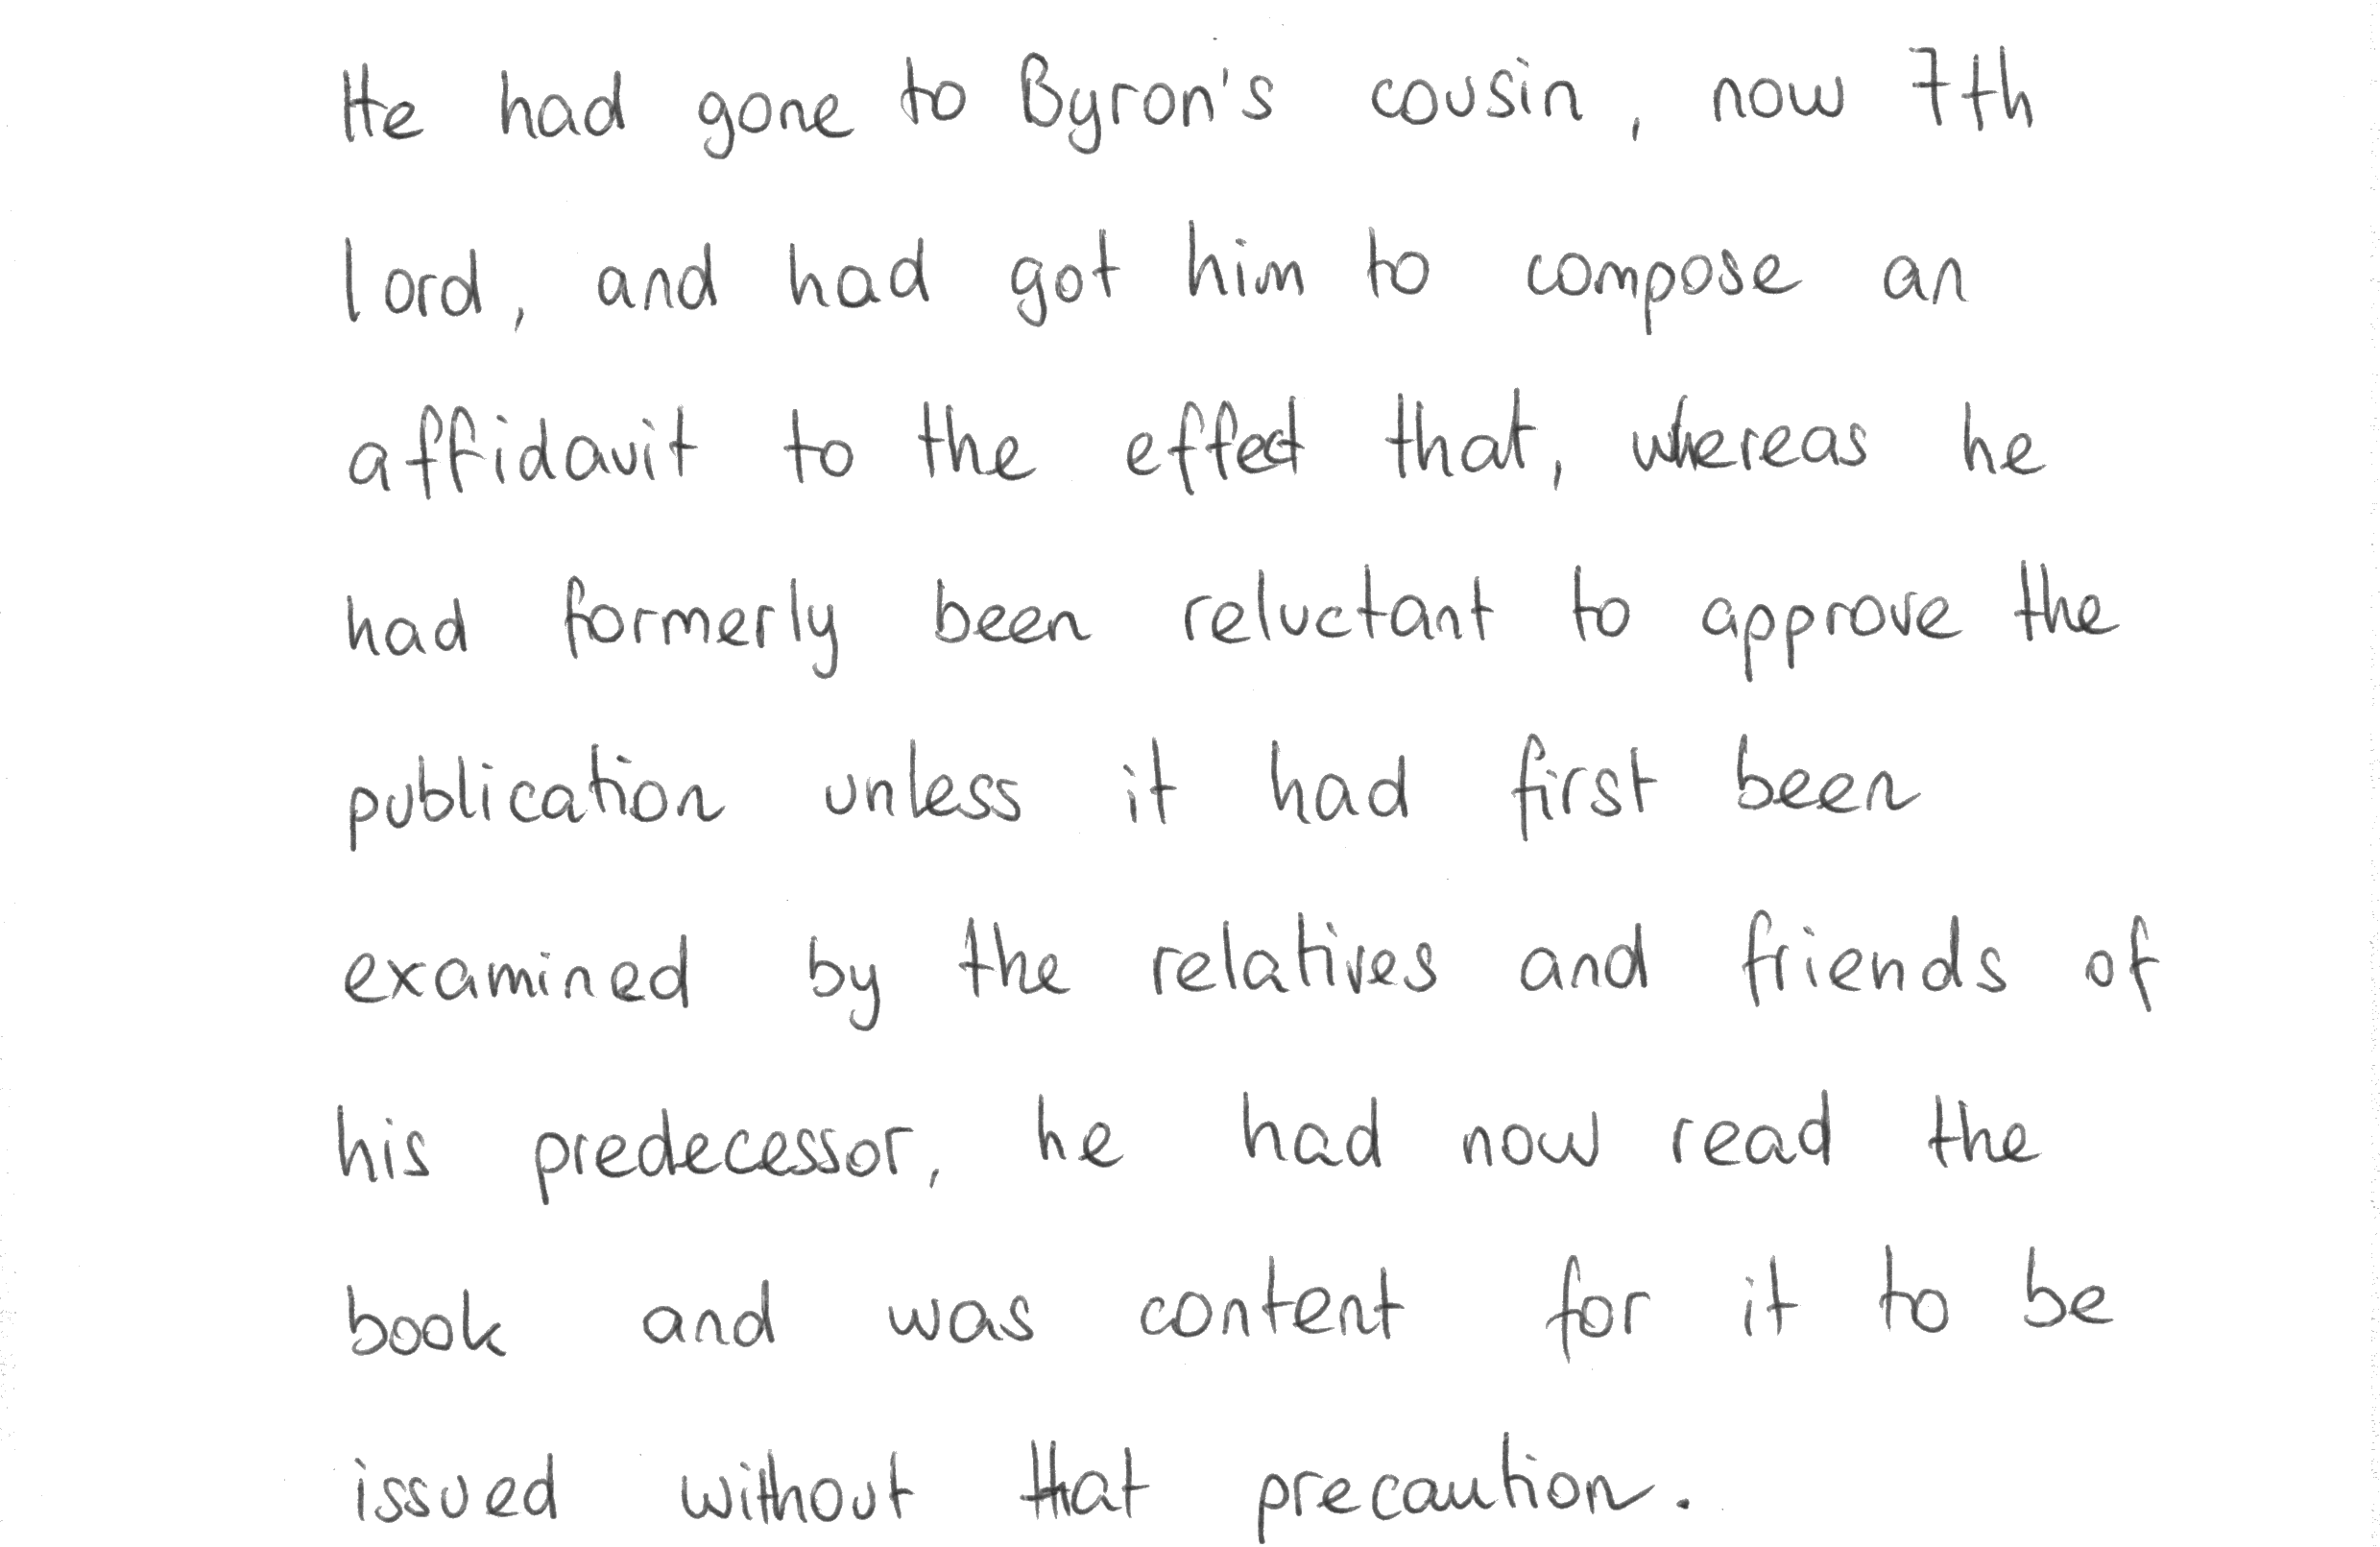 He had gone to Byron's cousin, now 7th
lord, and had got him to compose an
affidavit to the effect that, whereas he
had formerly been reluctant to approve the
publication unless it had first been
examined by the relatives and friends of
his predecessor, he had now read the
book and was content for it to be
issued without that precaution.